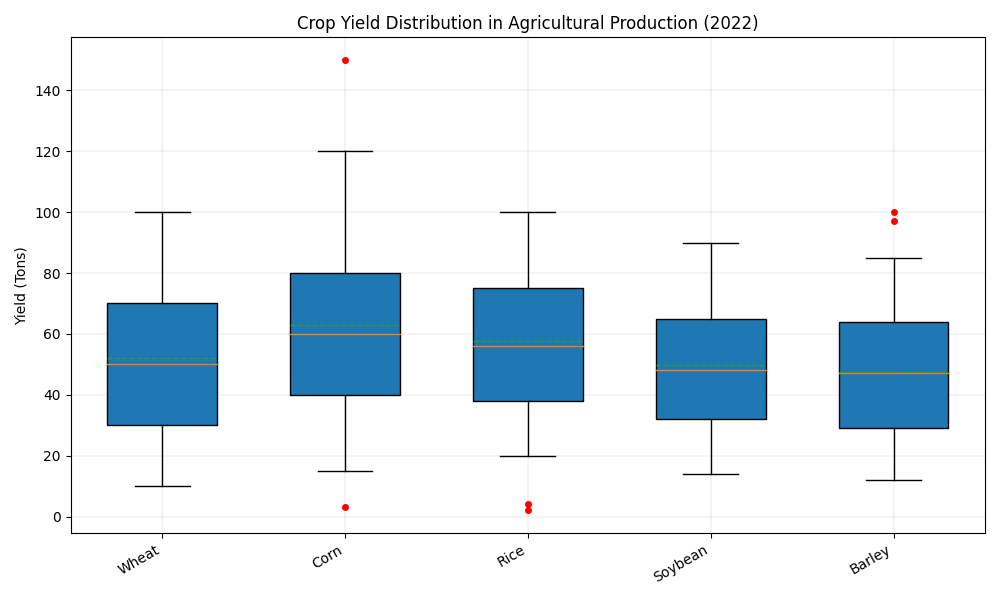 Crop Yield Distribution in Agricultural Production (2022)
Yield (Tons)
140
120
100
80
60
40
20
0
Wheat
Corn
Rice
Soybean
Barley